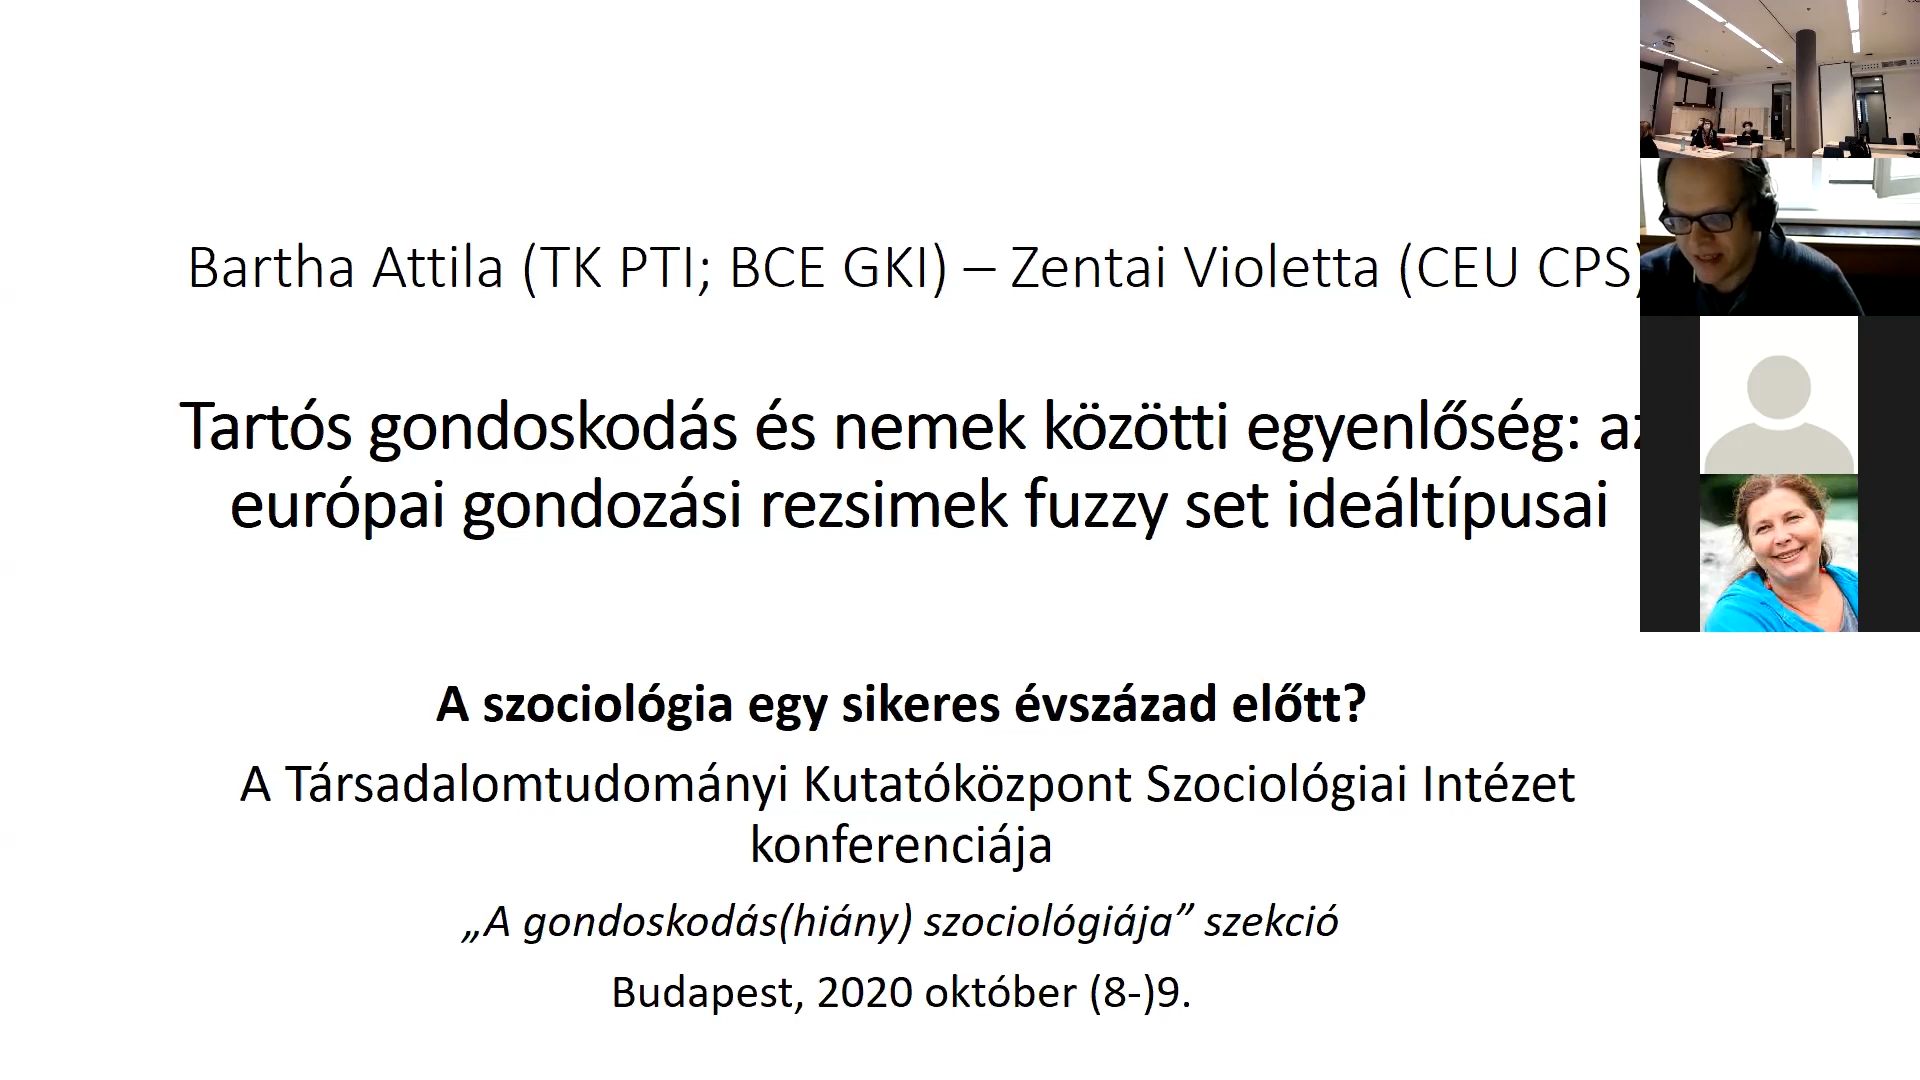 Bartha Attila (TK PTI; BCE GKI) – Zentai Violetta (CEU CPS)
Tartós gondoskodás és nemek közötti egyenlőség: az
európai gondozási rezsimek fuzzy set ideáltípusai
A szociológia egy sikeres évszázad előtt?
A Társadalomtudományi Kutatóközpont Szociológiai Intézet
konferenciája
„A gondoskodás(hiány) szociológiája” szekció
Budapest, 2020 október (8-)9.